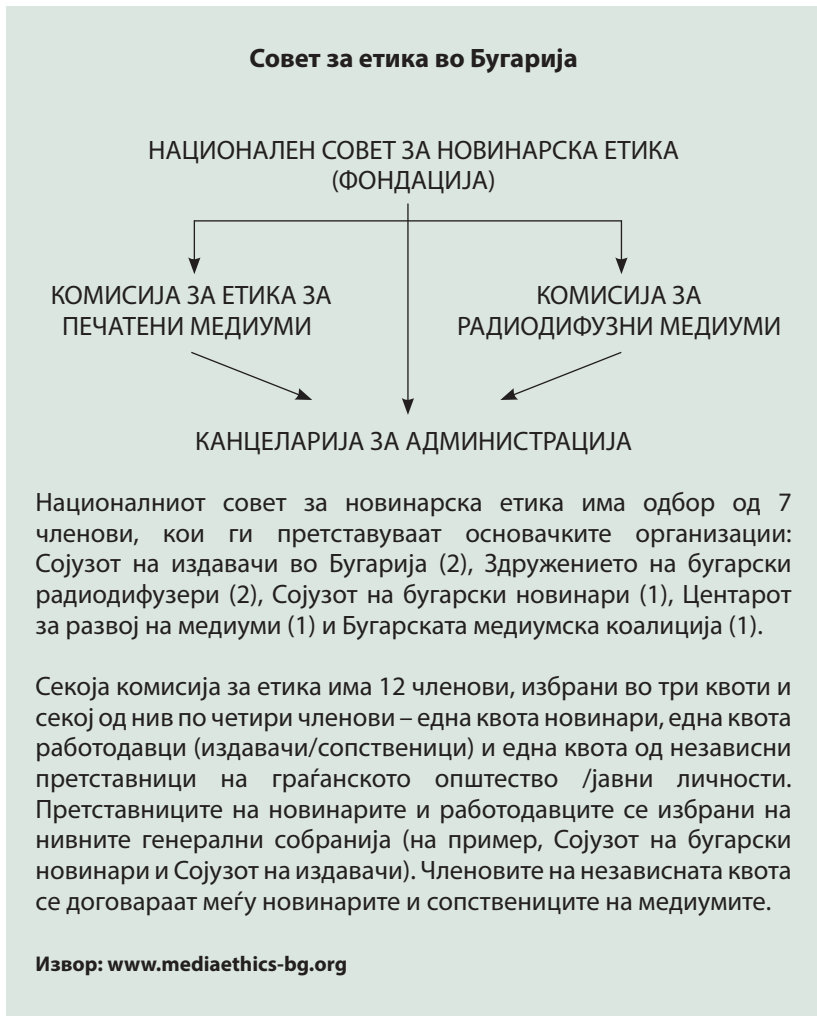 Совет за етика во Бугарија
НАЦИОНАЛЕН СОВЕТ ЗА НОВИНАРСКА ЕТИКА
(ФОНДАЦИЈА)
КОМИСИЈА ЗА ЕТИКА ЗА
ПЕЧАТЕНИ МЕДИУМИ
КОМИСИЈА ЗА
РАДИОДИФУЗНИ МЕДИУМИ
КАНЦЕЛАРИЈА ЗА АДМИНИСТРАЦИЈА
Националниот совет за новинарска етика има одбор од 7
членови, кои ги претставуваат основачките организации:
Сојузот на издавачи во Бугарија (2), Здружението на бугарски
радиодифузери (2), Сојузот на бугарски новинари (1), Центарот
за развој на медиуми (1) и Бугарската медиумска коалиција (1).
Секоја комисија за етика има 12 членови, избрани во три квоти и
секој од нив по четири членови – една квота новинари, една квота
работодавци (издавачи/сопственици) и една квота од независни
претставници на граѓанското општество /јавни личности.
Претставниците на новинарите и работодавците се избрани на
нивните генерални собранија (на пример, Сојузот на бугарски
новинари и Сојузот на издавачи). Членовите на независната квота
се договараат меѓу новинарите и сопствениците на медиумите.
Извор: www.mediaethics-bg.org